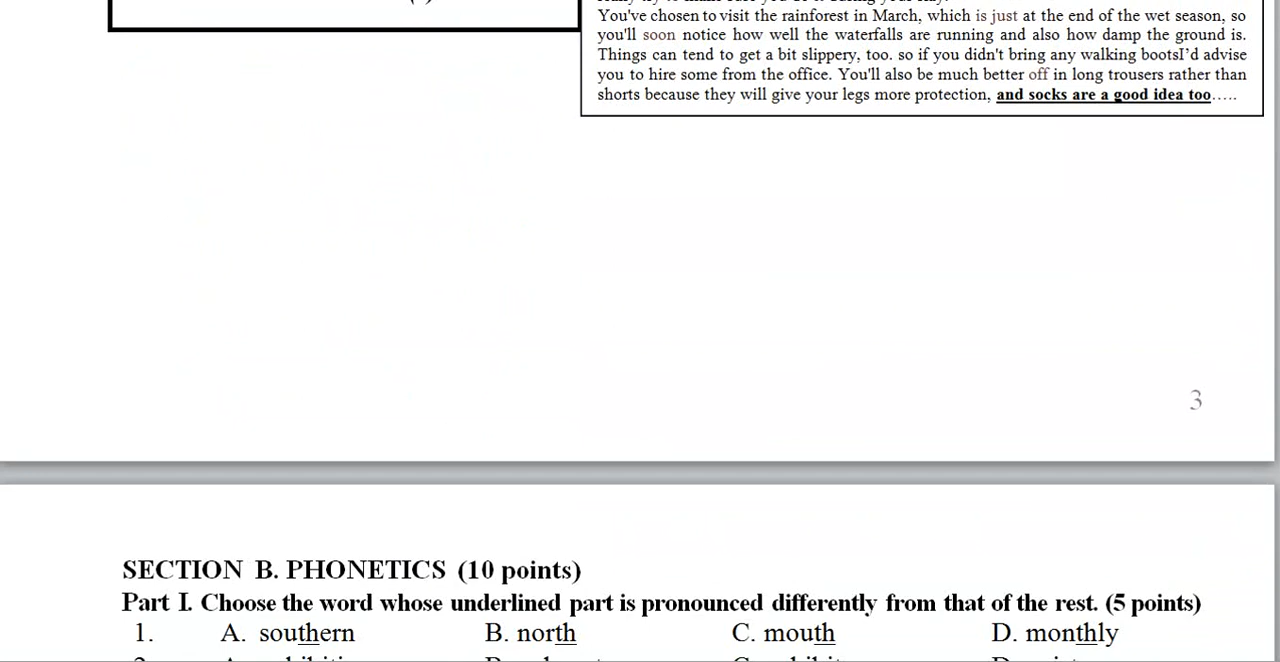 You've chosen to visit the rainforest in March, which is just at the end of the wet season, so
you'll soon notice how well the waterfalls are running and also how damp the ground is.
Things can tend to get a bit slippery, too. so if you didn't bring any walking bootsI'd advise
you to hire some from the office. You'll also be much better off in long trousers rather than
shorts because they will give your legs more protection, and socks are a good idea too…..
3
SECTION B. PHONETICS (10 points)
Part I. Choose the word whose underlined part is pronounced differently from that of the rest. (5 points)
1. A. southern B. north C. mouth D. monthly